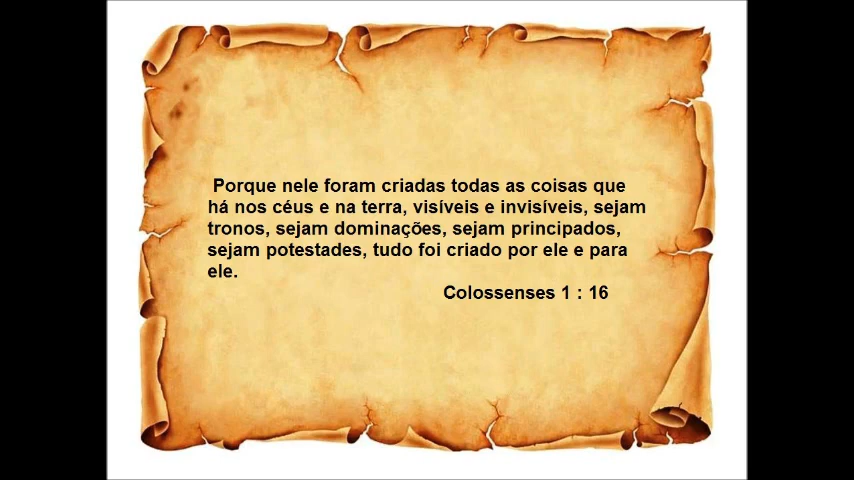 Porque nele foram criadas todas as coisas que
há nos céus e na terra, visíveis e invisíveis, sejam
tronos, sejam dominações, sejam principados,
sejam potestades, tudo foi criado por ele e para
ele.
Colossenses 1 : 16